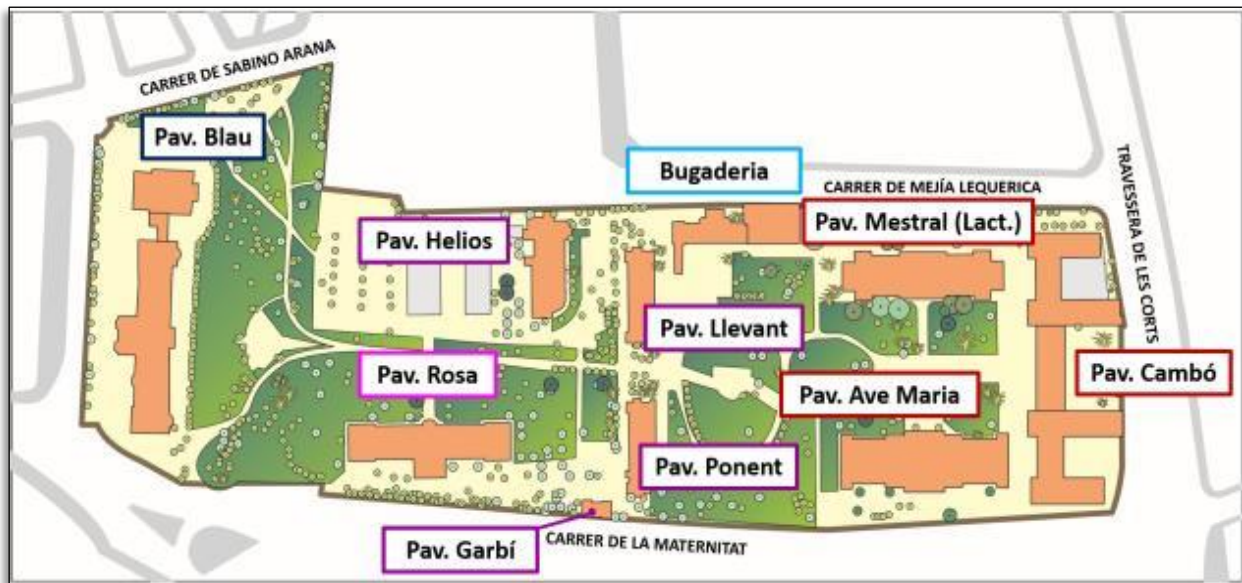 CARRER DE SABINO ARANA
Pav. Blau
Bugaderia
CARRER DE MEJÍA LEQUERICA
TRAVESSERA DE LES CORTS
Pav. Mestral (Lact.)
Pav. Helios
Pav. Llevant
Pav. Rosa
Pav. Cambó
Pav. Ave Maria
Pav. Ponent
CARRER DE LA MATERNITAT
Pav. Garbí